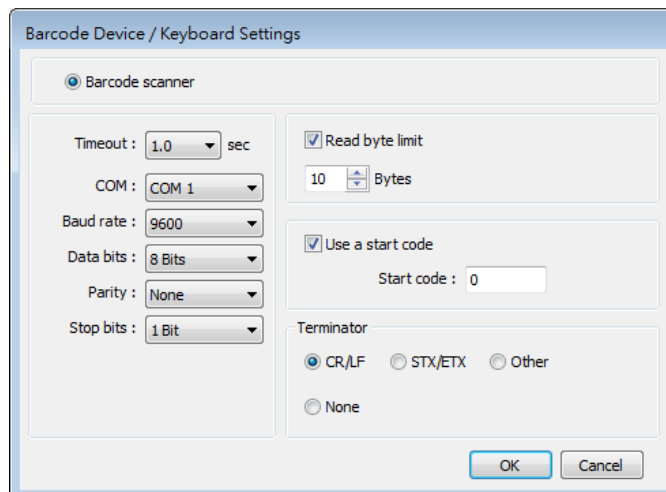 Barcode Device / Keyboard Settings
Barcode scanner
Timeout : 1.0 sec
COM : COM 1
Baud rate : 9600
Data bits : 8 Bits
Parity : None
Stop bits : 1 Bit
Read byte limit
10 Bytes
Use a start code
Start code : 0
Terminator
CR/LF STX/ETX Other
None
OK Cancel